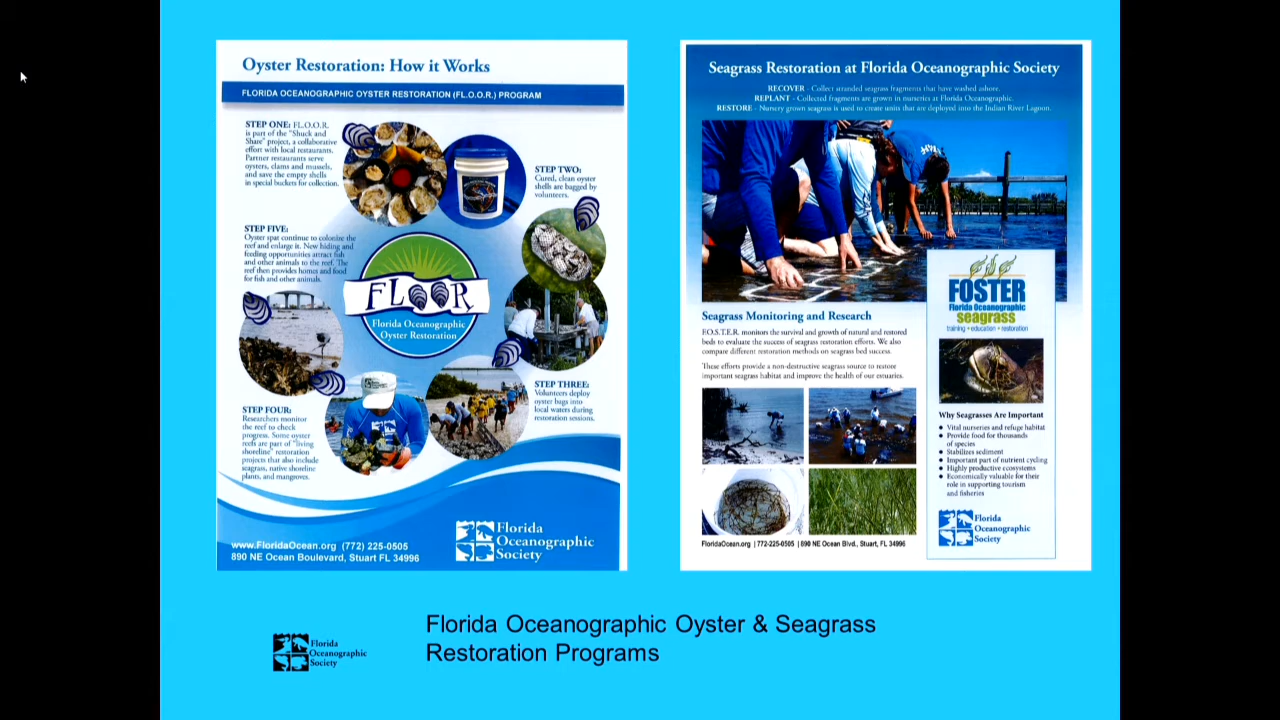 Oyster Restoration: How it Works
FLORIDA OCEANOGRAPHIC OYSTER RESTORATION (FL.O.O.R.) PROGRAM
STEP ONE: FL.O.O.R.
is part of the "Shuck and
Share" project, a collaborative
effort with local restaurants.
Partner restaurants serve
oysters, clams and mussels,
and save the empty shells
in special buckets for collection.
STEP TWO:
Cured, clean oyster
shells are bagged by
volunteers.
STEP FIVE:
Oyster spat continue to colonize the
reef and enlarge it. New hiding and
feeding opportunities attract fish
and other animals to the reef. The
reef then provides homes and food
for fish and other animals.
FLOOR
Florida Oceanographic
Oyster Restoration
STEP THREE:
Volunteers deploy
oyster bags into
local waters during
restoration sessions.
STEP FOUR:
Researchers monitor
the reef to check
progress. Some oyster
reefs are part of "living
shoreline" restoration
projects that also include
seagrass, native shoreline
plants, and mangroves.
www.FloridaOcean.org (772) 225-0505
890 NE Ocean Boulevard, Stuart FL 34996
Florida
Oceanographic
Society
Seagrass Restoration at Florida Oceanographic Society
RECOVER - Collect stranded seagrass fragments that have washed ashore.
REPLANT - Collected fragments are grown in nurseries at Florida Oceanographic.
RESTORE - Nursery grown seagrass is used to create units that are deployed into the Indian River Lagoon.
Seagrass Monitoring and Research
F.O.S.T.E.R. monitors the survival and growth of natural and restored
beds to evaluate the success of seagrass restoration efforts. We also
compare different restoration methods on seagrass bed success.
These efforts provide a non-destructive seagrass source to restore
important seagrass habitat and improve the health of our estuaries.
FloridaOcean.org | 772-225-0505 | 890 NE Ocean Blvd., Stuart, FL 34996
FOSTER
Florida Oceanographic
seagrass
training • education • restoration
Why Seagrasses Are Important
• Vital nurseries and refuge habitat
• Provide food for thousands
of species
• Stabilizes sediment
• Important part of nutrient cycling
• Highly productive ecosystems
• Economically valuable for their
role in supporting tourism
and fisheries
Florida
Oceanographic
Society
Florida Oceanographic Oyster & Seagrass
Restoration Programs
Florida
Oceanographic
Society